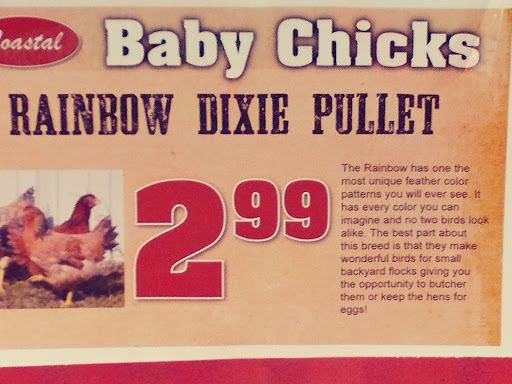 Coastal
Baby Chicks
RAINBOW DIXIE PULLET
2 99
The Rainbow has one the
most unique feather color
patterns you will ever see. It
has every color you can
imagine and no two birds look
alike. The best part about
this breed is that they make
wonderful birds for small
backyard flocks giving you
the opportunity to butcher
them or keep the hens for
eggs!